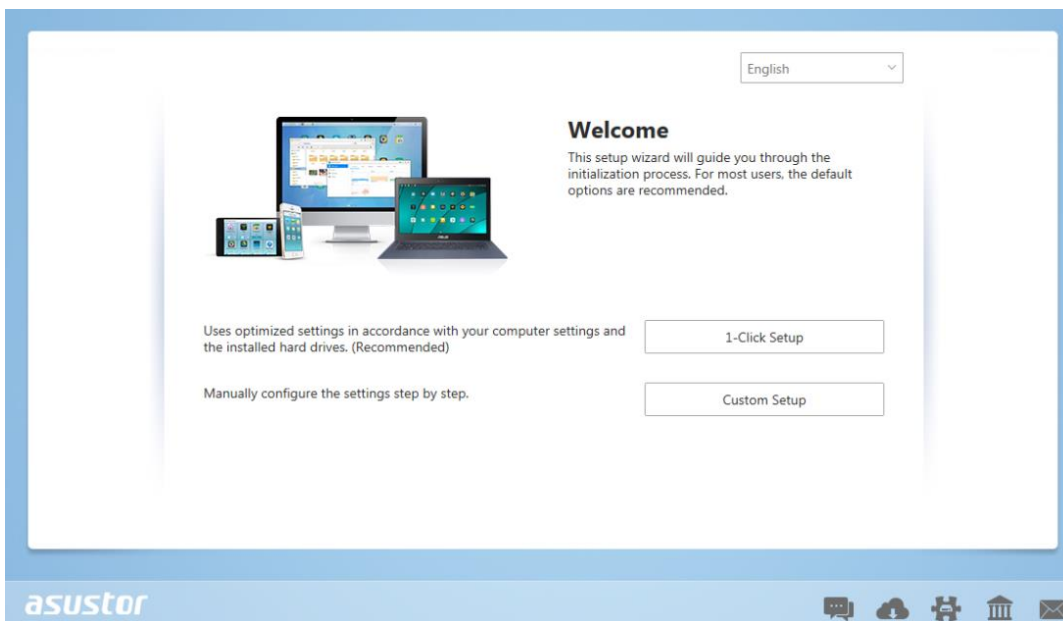 English
Welcome
This setup wizard will guide you through the
initialization process. For most users, the default
options are recommended.
Uses optimized settings in accordance with your computer settings and
the installed hard drives. (Recommended)
1-Click Setup
Manually configure the settings step by step.
Custom Setup
asustor